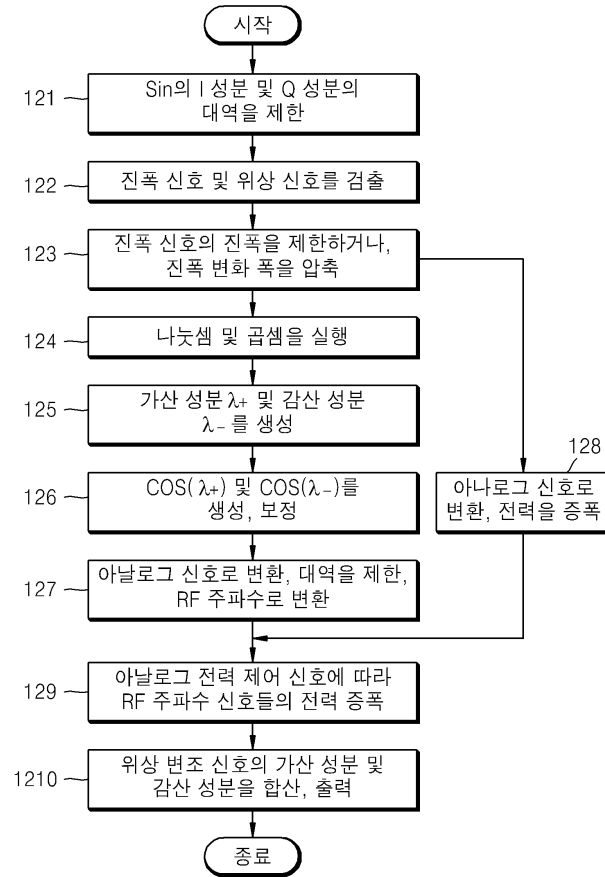 시작
121
Sin의 I 성분 및 Q 성분의
대역을 제한
122
진폭 신호 및 위상 신호를 검출
123
진폭 신호의 진폭을 제한하거나,
진폭 변화 폭을 압축
124
나눗셈 및 곱셈을 실행
125
가산 성분 λ+ 및 감산 성분
λ-를 생성
126
COS(λ+) 및 COS(λ-)를
생성, 보정
128
아나로그 신호로
변환, 전력을 증폭
127
아날로그 신호로 변환, 대역을 제한,
RF 주파수로 변환
129
아날로그 전력 제어 신호에 따라
RF 주파수 신호들의 전력 증폭
1210
위상 변조 신호의 가산 성분 및
감산 성분을 합산, 출력
종료